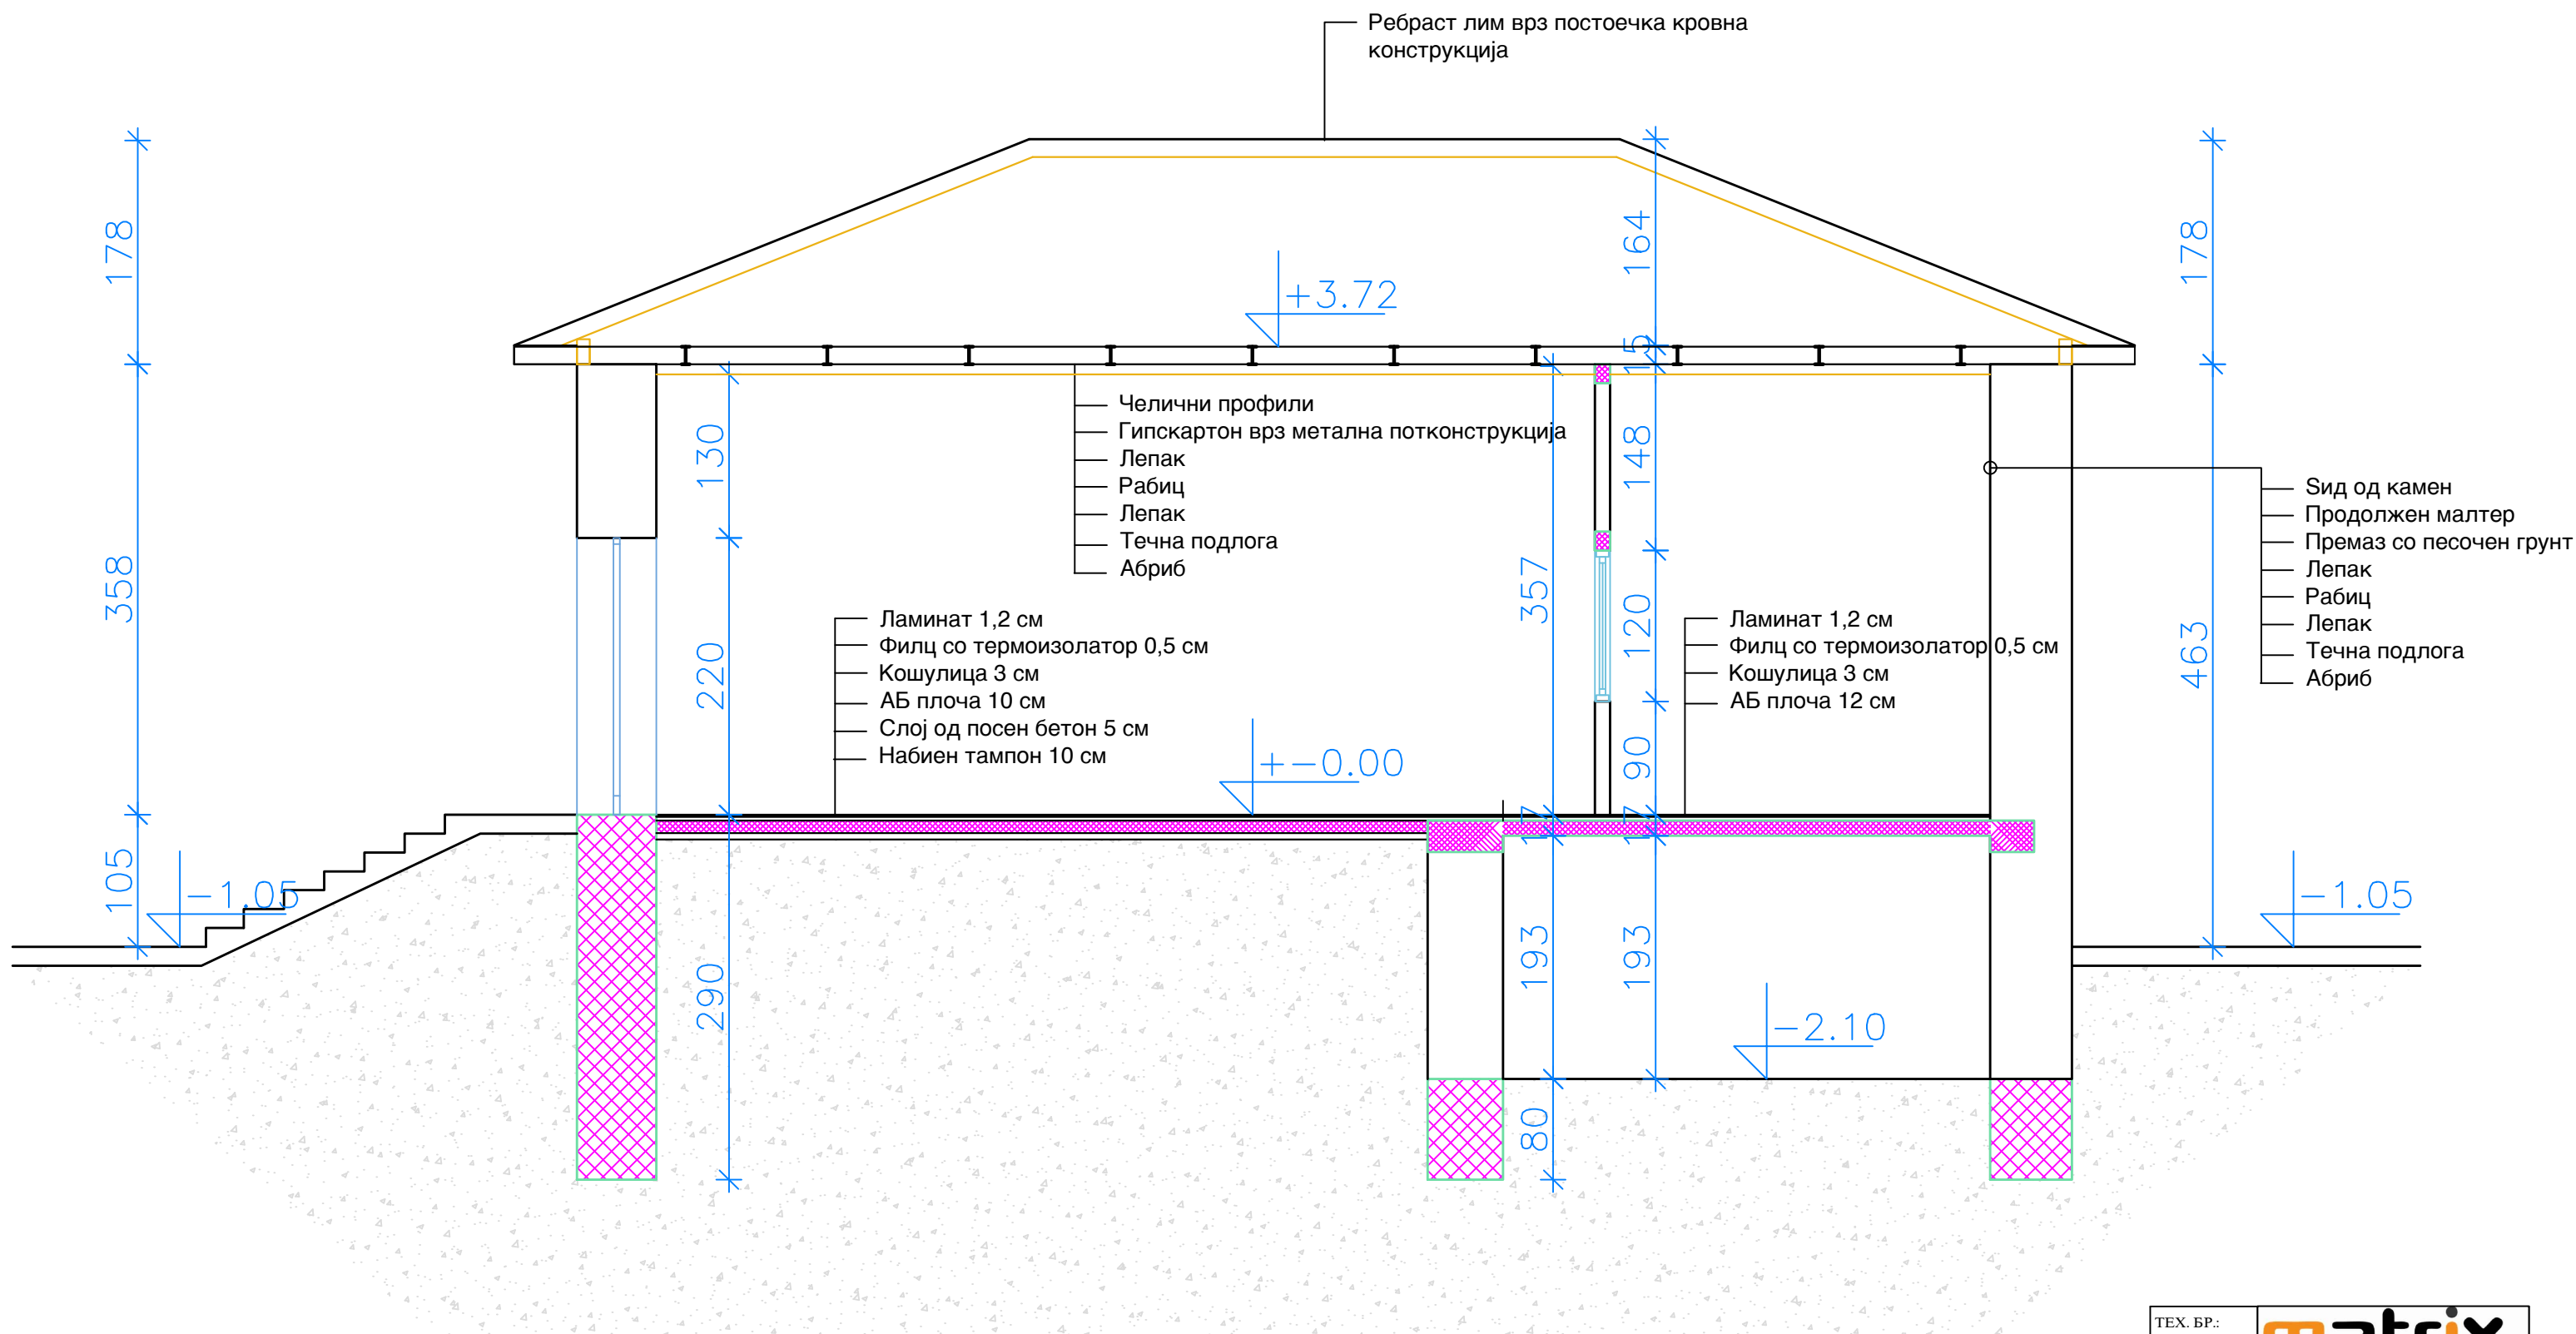 Ребраст лим врз постоечка кровна
конструкција
178
164
178
+3.72
15
Челични профили
Гипскартон врз метална потконструкција
Лепак
Рабиц
Лепак
Течна подлога
Абриб
130
148
Ѕид од камен
Продолжен малтер
Премаз со песочен грунт
Лепак
Рабиц
Лепак
Течна подлога
Абриб
358
357
463
220
120
Ламинат 1,2 см
Филц со термоизолатор 0,5 см
Кошулица 3 см
АБ плоча 10 см
Слој од посен бетон 5 см
Набиен тампон 10 см
Ламинат 1,2 см
Филц со термоизолатор 0,5 см
Кошулица 3 см
АБ плоча 12 см
90
+-0.00
17
17
105
-1.05
-1.05
290
193
193
-2.10
80
ТЕХ. БР.:
matrix